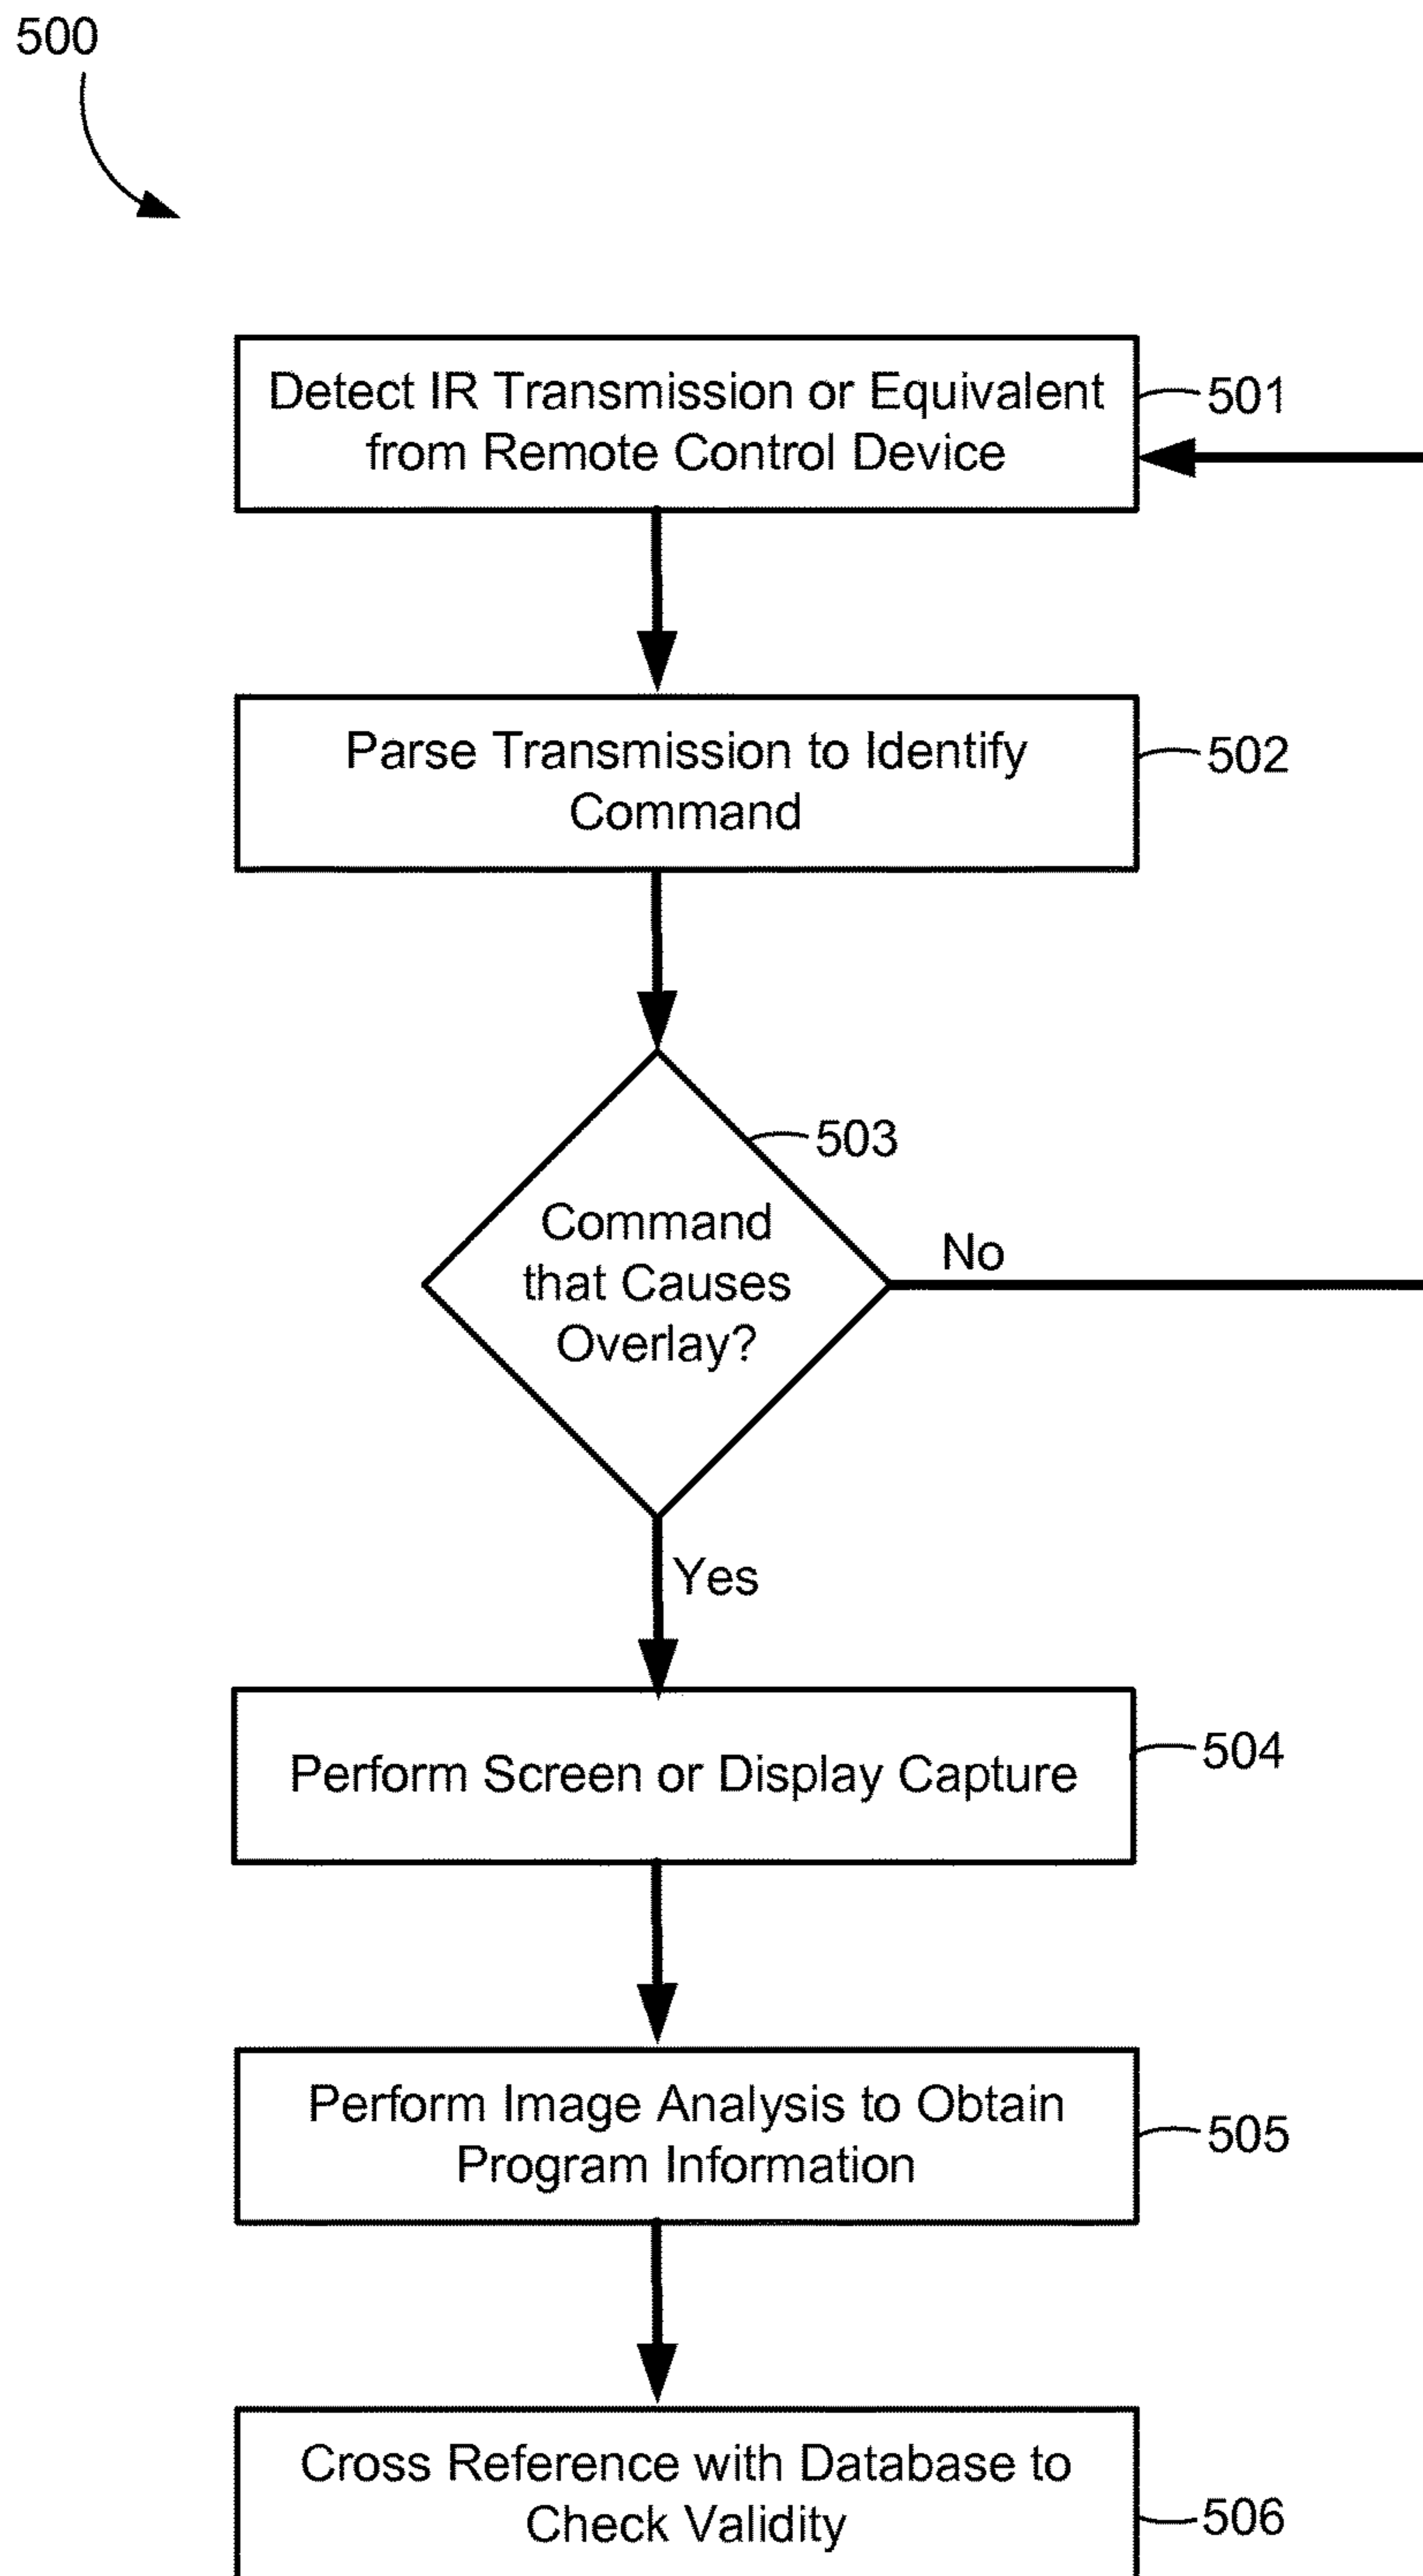 500
Detect IR Transmission or Equivalent
from Remote Control Device
501
Parse Transmission to Identify
Command
502
503
Command
that Causes
Overlay?
No
Yes
Perform Screen or Display Capture
504
Perform Image Analysis to Obtain
Program Information
505
Cross Reference with Database to
Check Validity
506